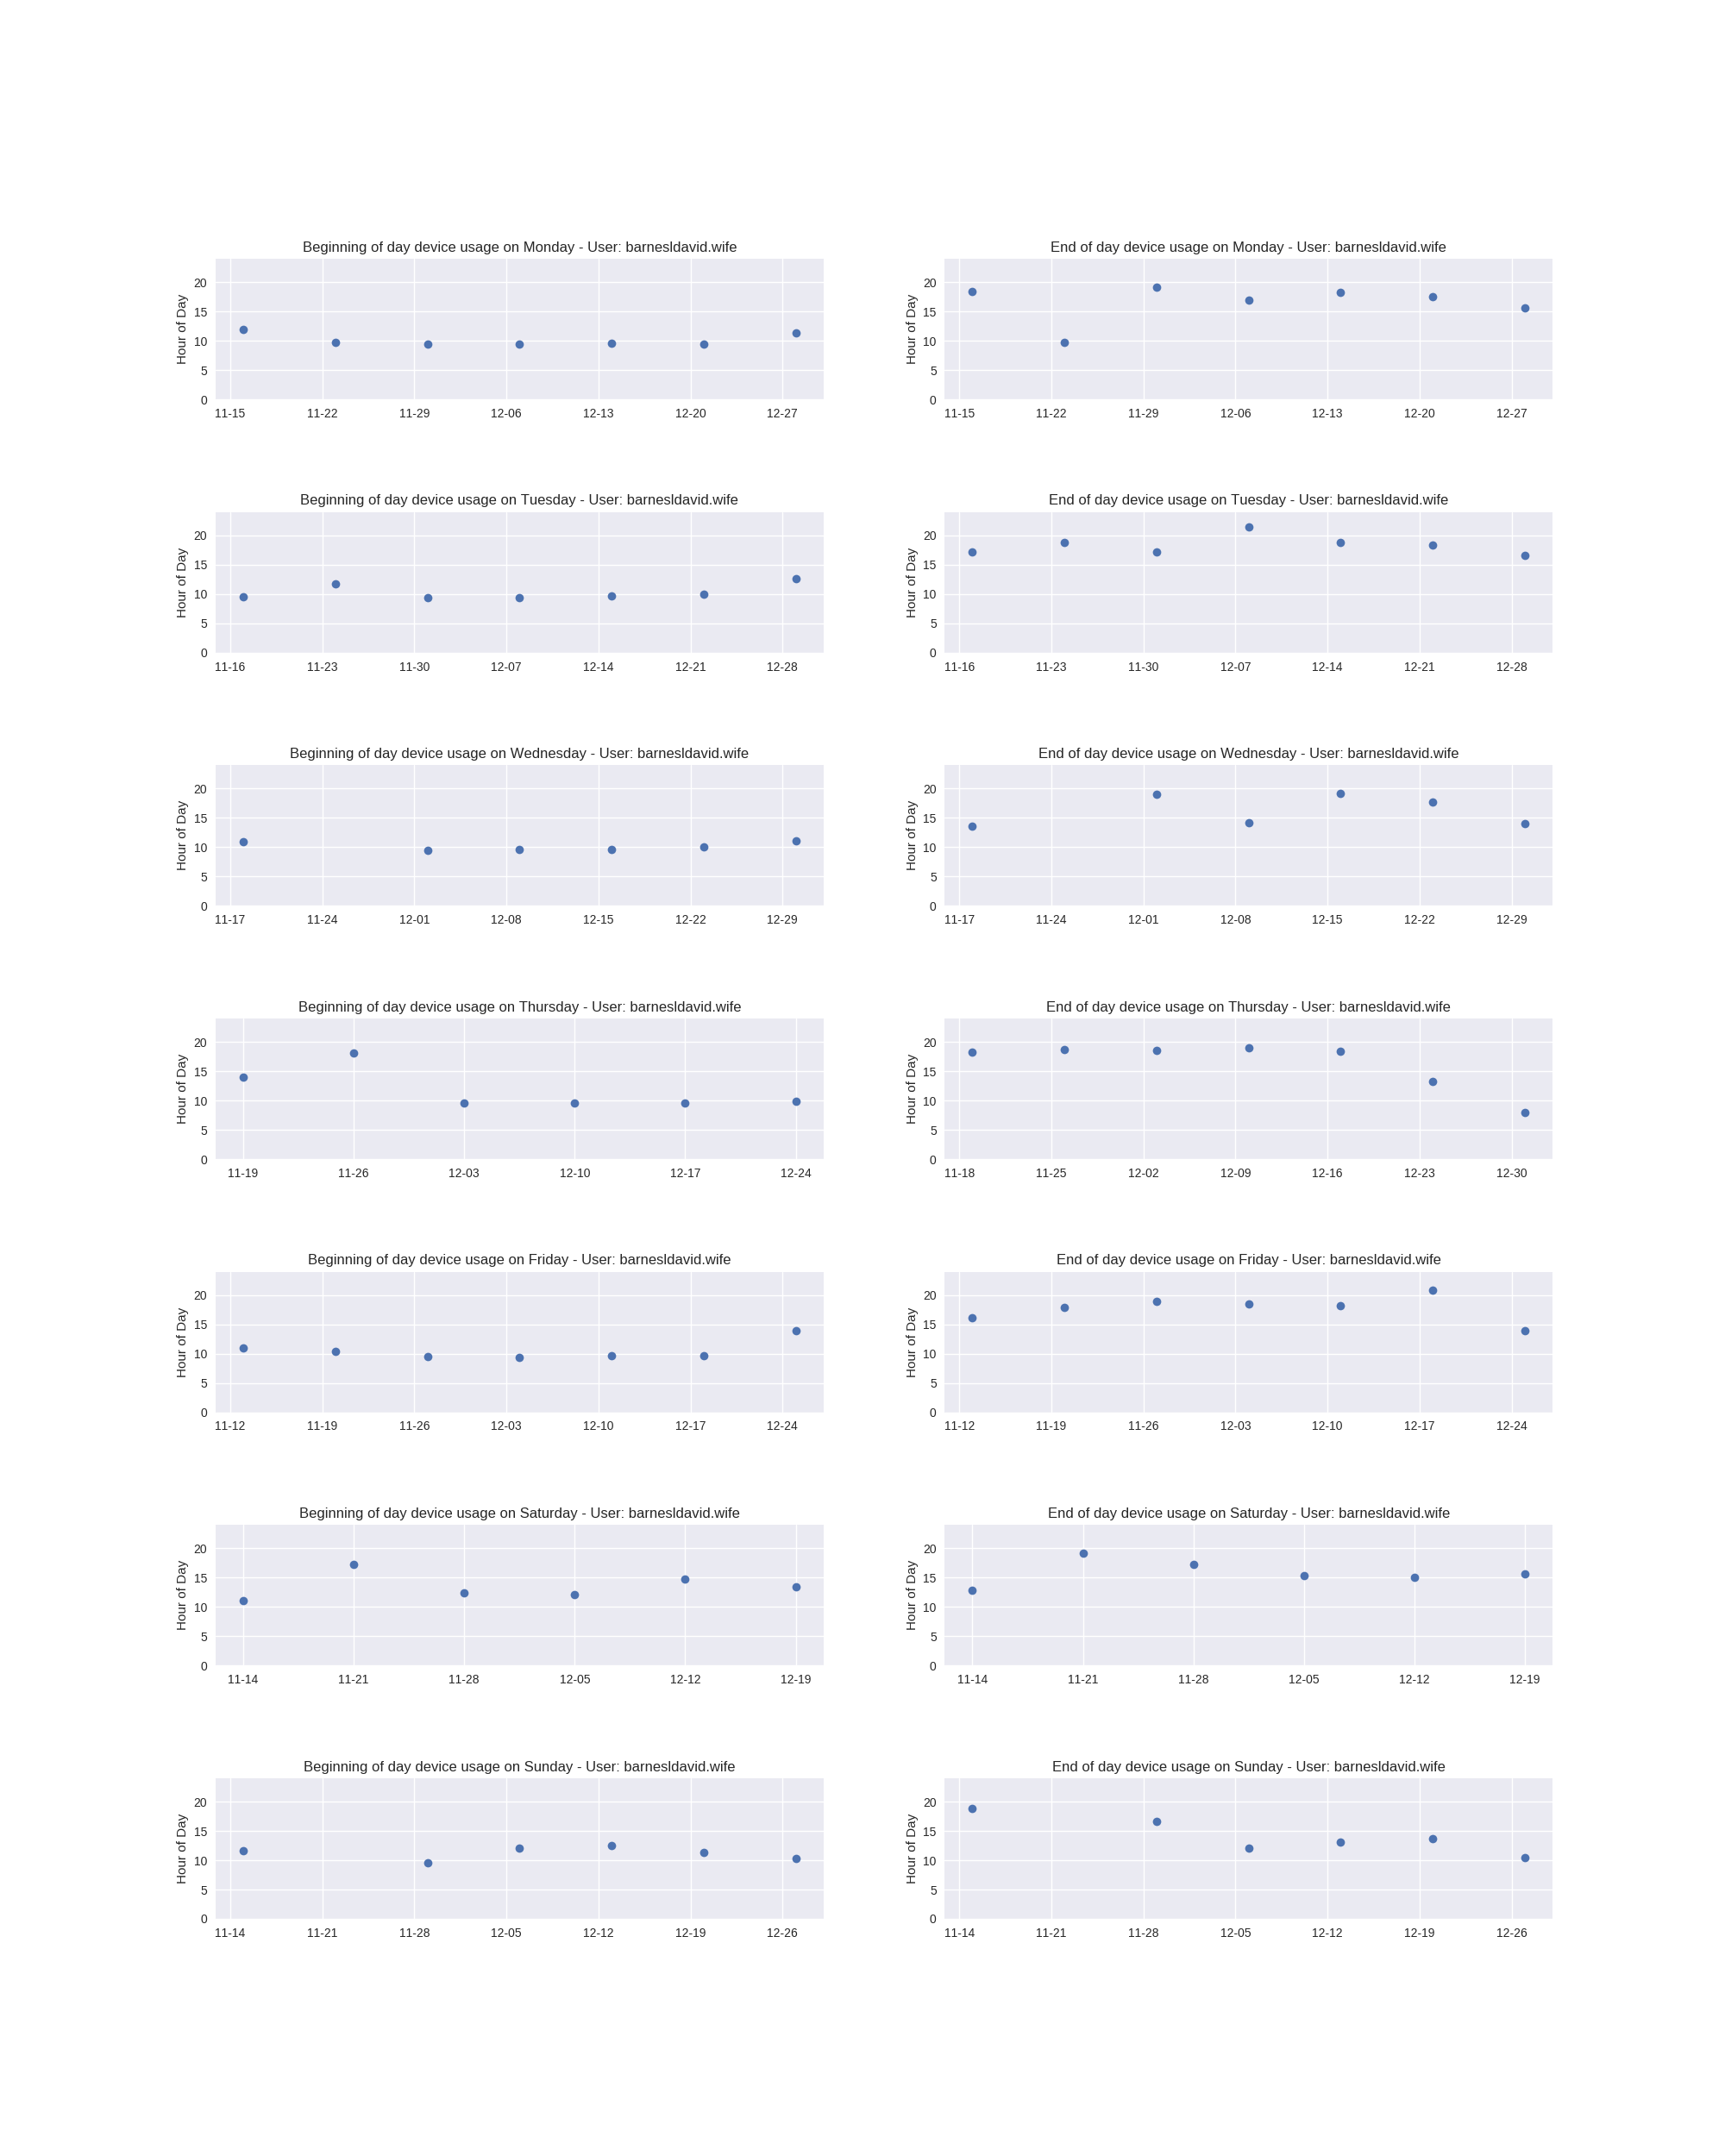 Beginning of day device usage on Monday - User: barnesldavid.wife
Hour of Day
20
15
10
5
0
11-15 11-22 11-29 12-06 12-13 12-20 12-27
End of day device usage on Monday - User: barnesldavid.wife
Hour of Day
20
15
10
5
0
11-15 11-22 11-29 12-06 12-13 12-20 12-27
Beginning of day device usage on Tuesday - User: barnesldavid.wife
Hour of Day
20
15
10
5
0
11-16 11-23 11-30 12-07 12-14 12-21 12-28
End of day device usage on Tuesday - User: barnesldavid.wife
Hour of Day
20
15
10
5
0
11-16 11-23 11-30 12-07 12-14 12-21 12-28
Beginning of day device usage on Wednesday - User: barnesldavid.wife
Hour of Day
20
15
10
5
0
11-17 11-24 12-01 12-08 12-15 12-22 12-29
End of day device usage on Wednesday - User: barnesldavid.wife
Hour of Day
20
15
10
5
0
11-17 11-24 12-01 12-08 12-15 12-22 12-29
Beginning of day device usage on Thursday - User: barnesldavid.wife
Hour of Day
20
15
10
5
0
11-19 11-26 12-03 12-10 12-17 12-24
End of day device usage on Thursday - User: barnesldavid.wife
Hour of Day
20
15
10
5
0
11-18 11-25 12-02 12-09 12-16 12-23 12-30
Beginning of day device usage on Friday - User: barnesldavid.wife
Hour of Day
20
15
10
5
0
11-12 11-19 11-26 12-03 12-10 12-17 12-24
End of day device usage on Friday - User: barnesldavid.wife
Hour of Day
20
15
10
5
0
11-12 11-19 11-26 12-03 12-10 12-17 12-24
Beginning of day device usage on Saturday - User: barnesldavid.wife
Hour of Day
20
15
10
5
0
11-14 11-21 11-28 12-05 12-12 12-19
End of day device usage on Saturday - User: barnesldavid.wife
Hour of Day
20
15
10
5
0
11-14 11-21 11-28 12-05 12-12 12-19
Beginning of day device usage on Sunday - User: barnesldavid.wife
Hour of Day
20
15
10
5
0
11-14 11-21 11-28 12-05 12-12 12-19 12-26
End of day device usage on Sunday - User: barnesldavid.wife
Hour of Day
20
15
10
5
0
11-14 11-21 11-28 12-05 12-12 12-19 12-26